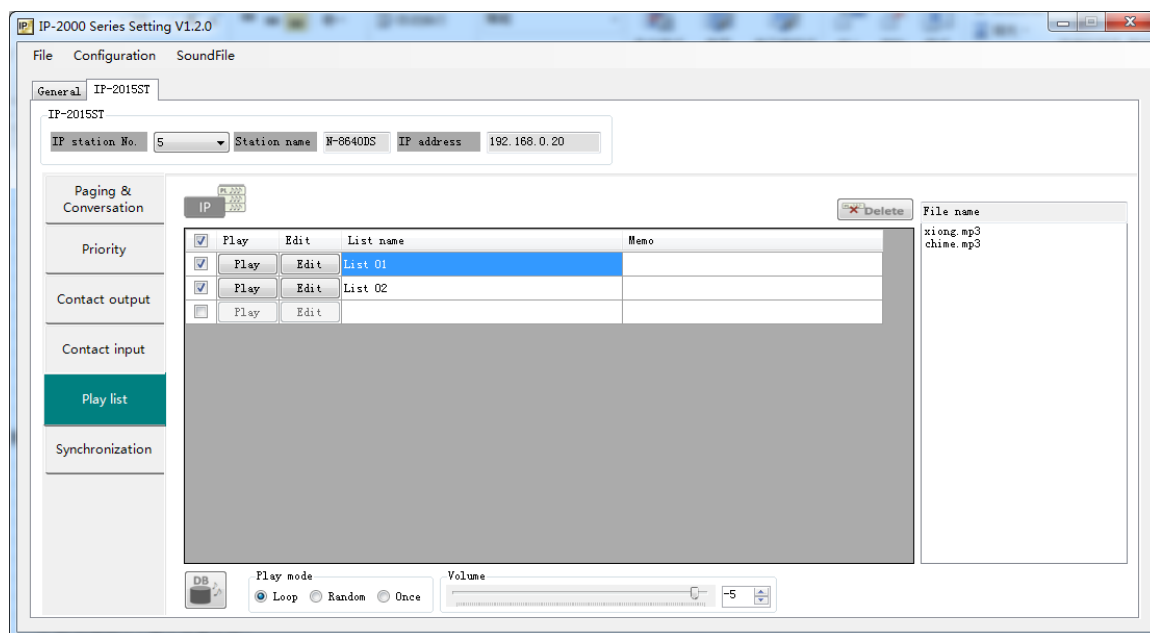 IP-2000 Series Setting V1.2.0
File Configuration SoundFile
General IP-2015ST
IP-2015ST
IP station No. 5 Station name N-8640DS IP address 192.168.0.20
Paging &
Conversation
Priority
Contact output
Contact input
Play list
Synchronization
IP
Delete
Play Edit List name Memo
Play Edit List 01
Play Edit List 02
Play Edit
File name
xiong.mp3
chime.mp3
DB
Play mode
Loop Random Once
Volume
-5